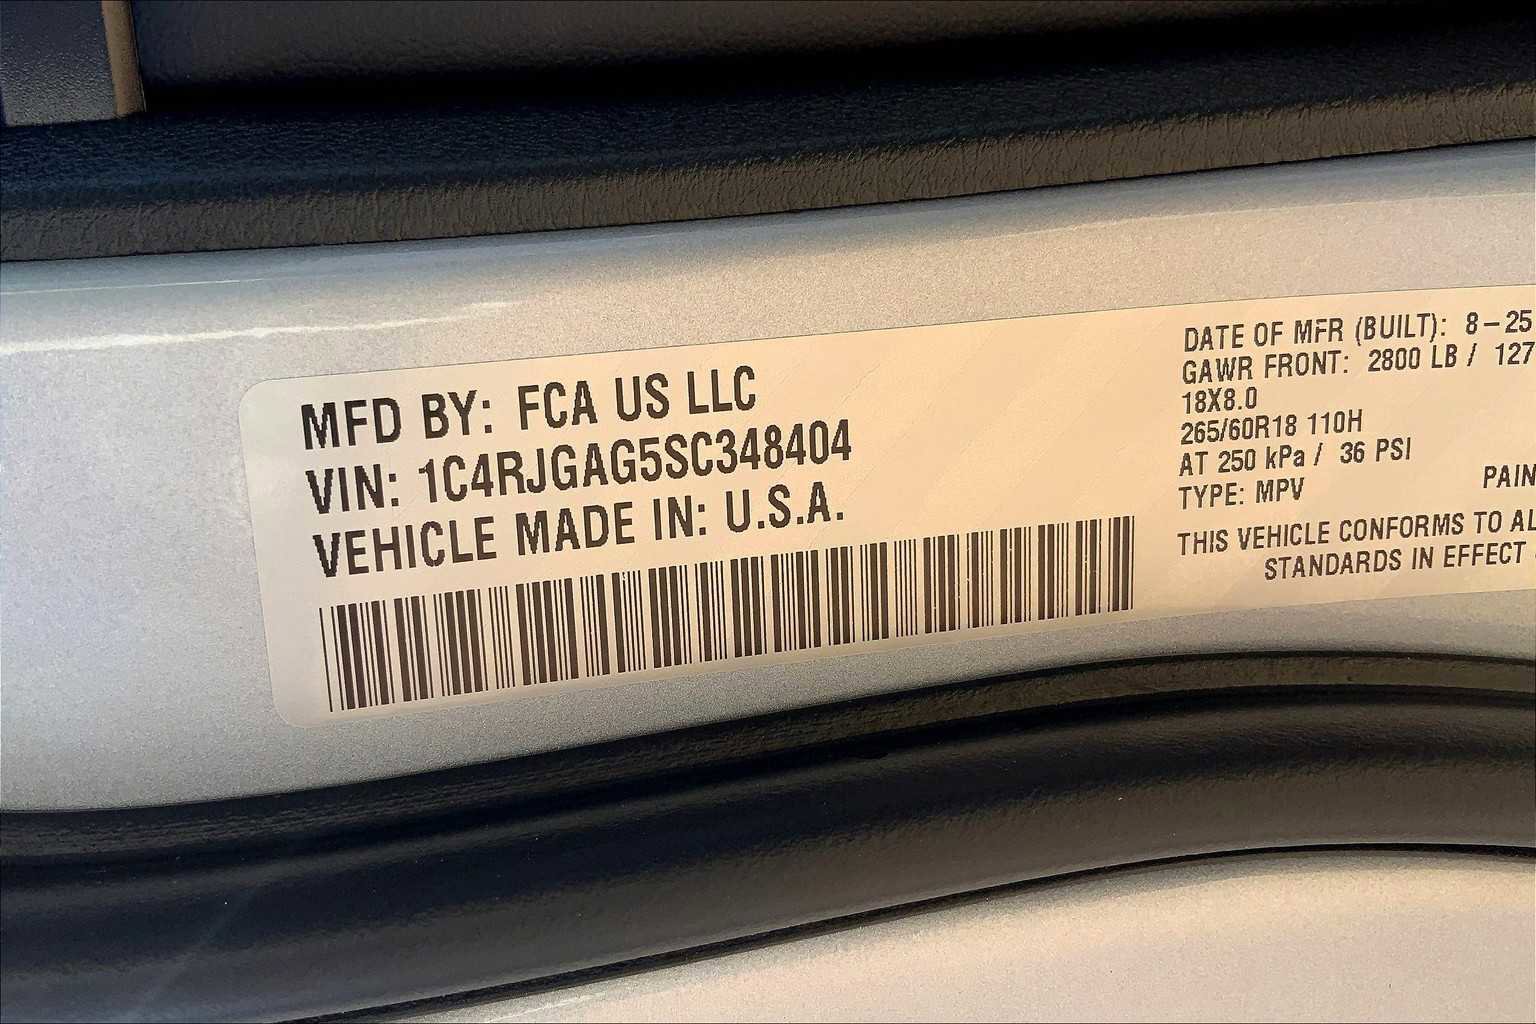 MFD BY: FCA US LLC
VIN: 1C4RJGAG5SC348404
VEHICLE MADE IN: U.S.A.
DATE OF MFR (BUILT): 8-25
GAWR FRONT: 2800 LB / 127
18X8.0
265/60R18 110H
AT 250 kPa / 36 PSI
TYPE: MPV
PAIN
THIS VEHICLE CONFORMS TO AL
STANDARDS IN EFFECT